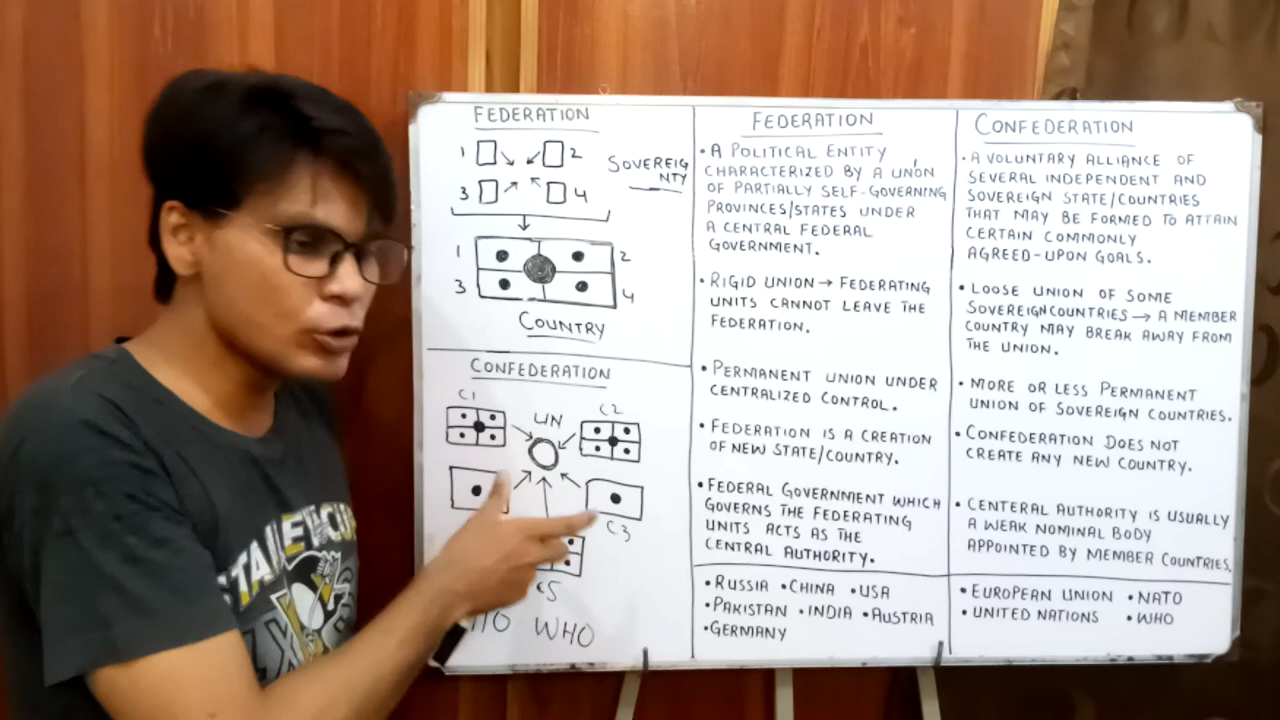 FEDERATION
1 2
SOVEREIG
NTY
3 4
1 2
3 4
COUNTRY
CONFEDERATION
C1 UN C2
C3
C5
WHO
FEDERATION
• A POLITICAL ENTITY
CHARACTERIZED BY A UNION
OF PARTIALLY SELF-GOVERNING
PROVINCES/STATES UNDER
A CENTRAL FEDERAL
GOVERNMENT.
• RIGID UNION → FEDERATING
UNITS CANNOT LEAVE THE
FEDERATION.
• PERMANENT UNION UNDER
CENTRALIZED CONTROL.
• FEDERATION IS A CREATION
OF NEW STATE/COUNTRY.
• FEDERAL GOVERNMENT WHICH
GOVERNS THE FEDERATING
UNITS ACTS AS THE
CENTRAL AUTHORITY.
• RUSSIA • CHINA • USA
• PAKISTAN • INDIA • AUSTRIA
• GERMANY
CONFEDERATION
• A VOLUNTARY ALLIANCE OF
SEVERAL INDEPENDENT AND
SOVEREIGN STATE/COUNTRIES
THAT MAY BE FORMED TO ATTAIN
CERTAIN COMMONLY
AGREED-UPON GOALS.
• LOOSE UNION OF SOME
SOVEREIGN COUNTRIES → A MEMBER
COUNTRY MAY BREAK AWAY FROM
THE UNION.
• MORE OR LESS PERMANENT
UNION OF SOVEREIGN COUNTRIES.
• CONFEDERATION DOES NOT
CREATE ANY NEW COUNTRY.
• CENTERAL AUTHORITY IS USUALLY
A WEAK NOMINAL BODY
APPOINTED BY MEMBER COUNTRIES.
• EUROPEAN UNION • NATO
• UNITED NATIONS • WHO